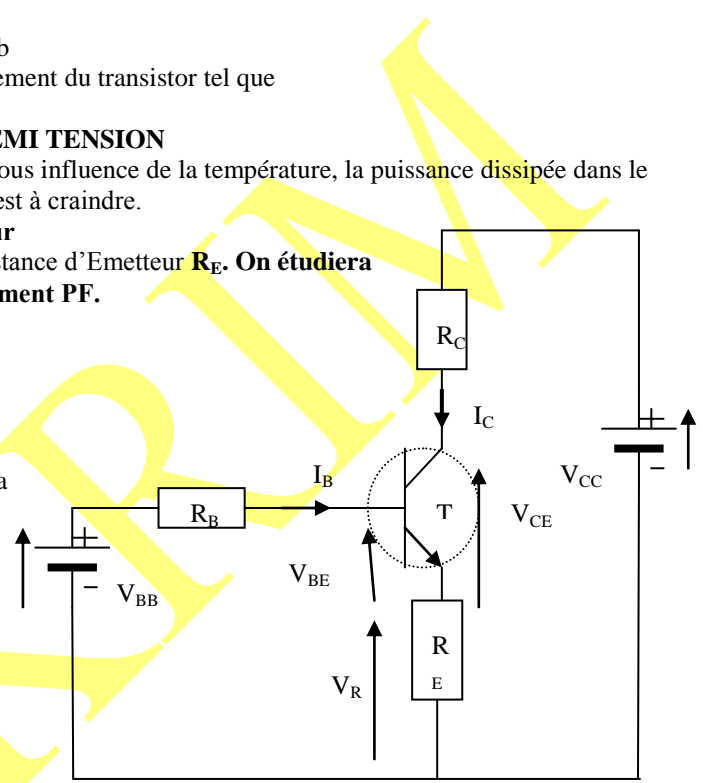 b
ement du transistor tel que
EMI TENSION
ous influence de la température, la puissance dissipée dans le
est à craindre.
ur
stance d’Emetteur RE. On étudiera
ment PF.
RC
IC
+
VCC
–
a
IB
RB
T
VCE
+
–
VBB
VBE
R
E
VR